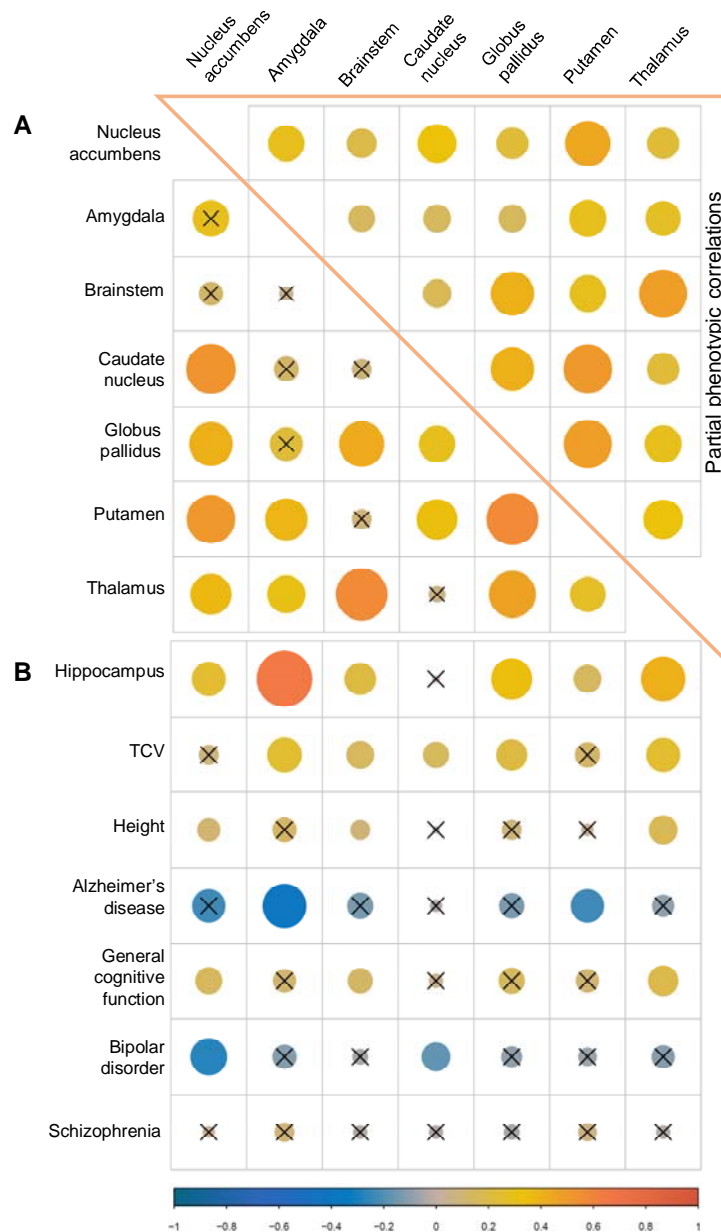 Nucleus
accumbens
Amygdala
Brainstem
Caudate
nucleus
Globus
pallidus
Putamen
Thalamus
A
Nucleus
accumbens
Amygdala
Brainstem
Caudate
nucleus
Globus
pallidus
Putamen
Thalamus
Partial phenotypic correlations
B
Hippocampus
TCV
Height
Alzheimer's
disease
General
cognitive
function
Bipolar
disorder
Schizophrenia
−1 −0.8 −0.6 −0.4 −0.2 0 0.2 0.4 0.6 0.8 1